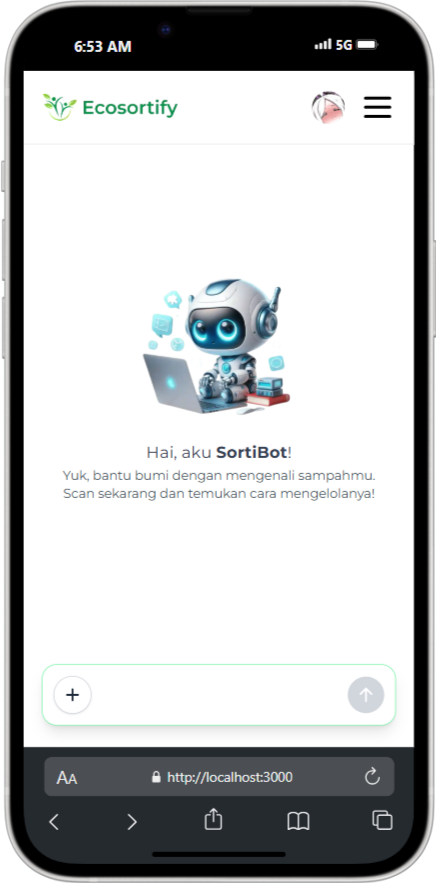 6:53 AM
5G
Ecosortify
Hai, aku SortiBot!
Yuk, bantu bumi dengan mengenali sampahmu.
Scan sekarang dan temukan cara mengelolanya!
AA
http://localhost:3000